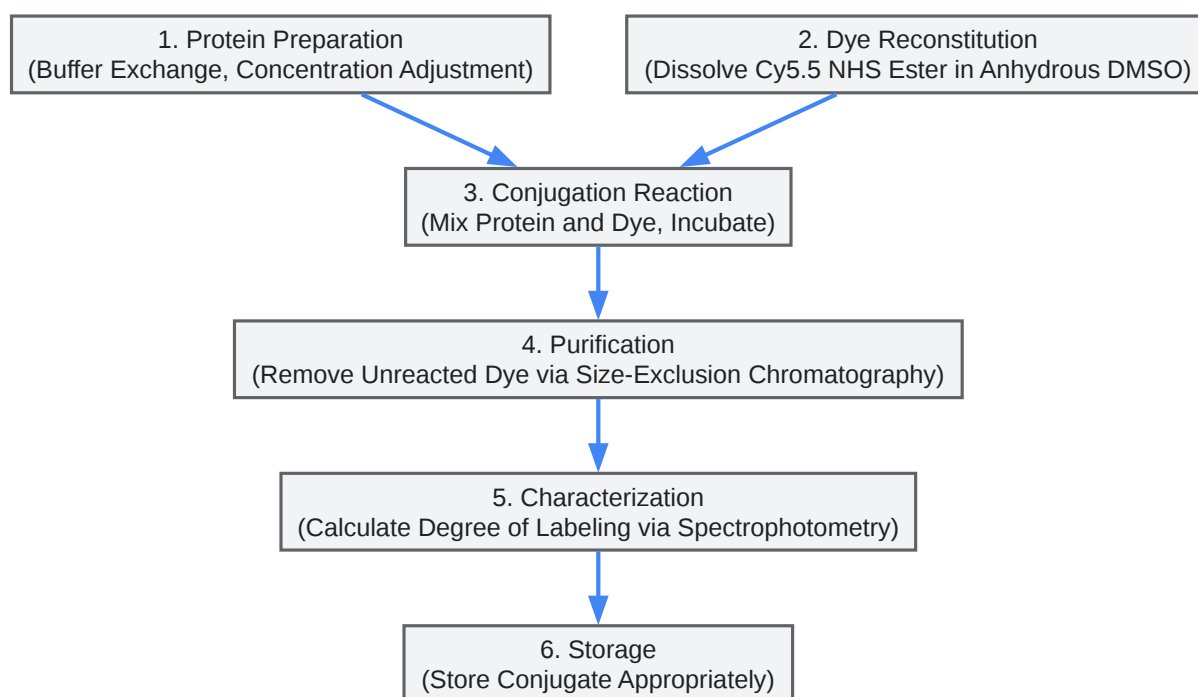 1. Protein Preparation
(Buffer Exchange, Concentration Adjustment)
2. Dye Reconstitution
(Dissolve Cy5.5 NHS Ester in Anhydrous DMSO)
3. Conjugation Reaction
(Mix Protein and Dye, Incubate)
4. Purification
(Remove Unreacted Dye via Size-Exclusion Chromatography)
5. Characterization
(Calculate Degree of Labeling via Spectrophotometry)
6. Storage
(Store Conjugate Appropriately)